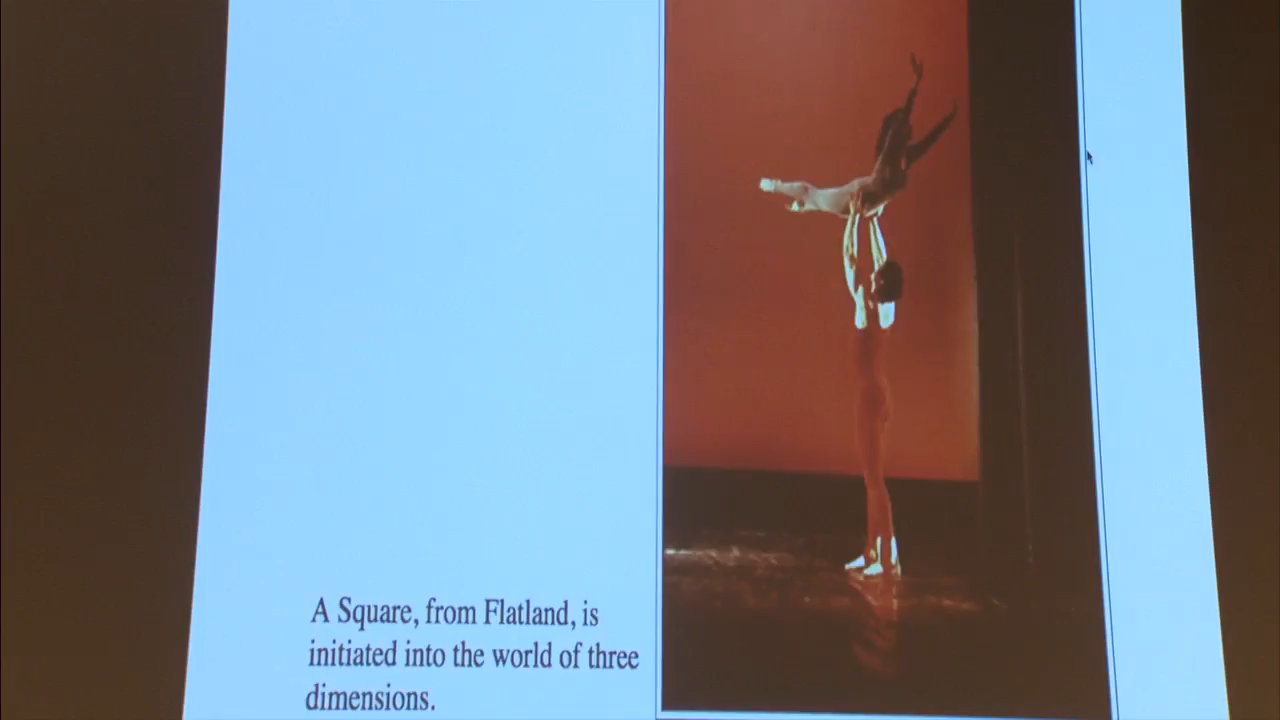 A Square, from Flatland, is
initiated into the world of three
dimensions.